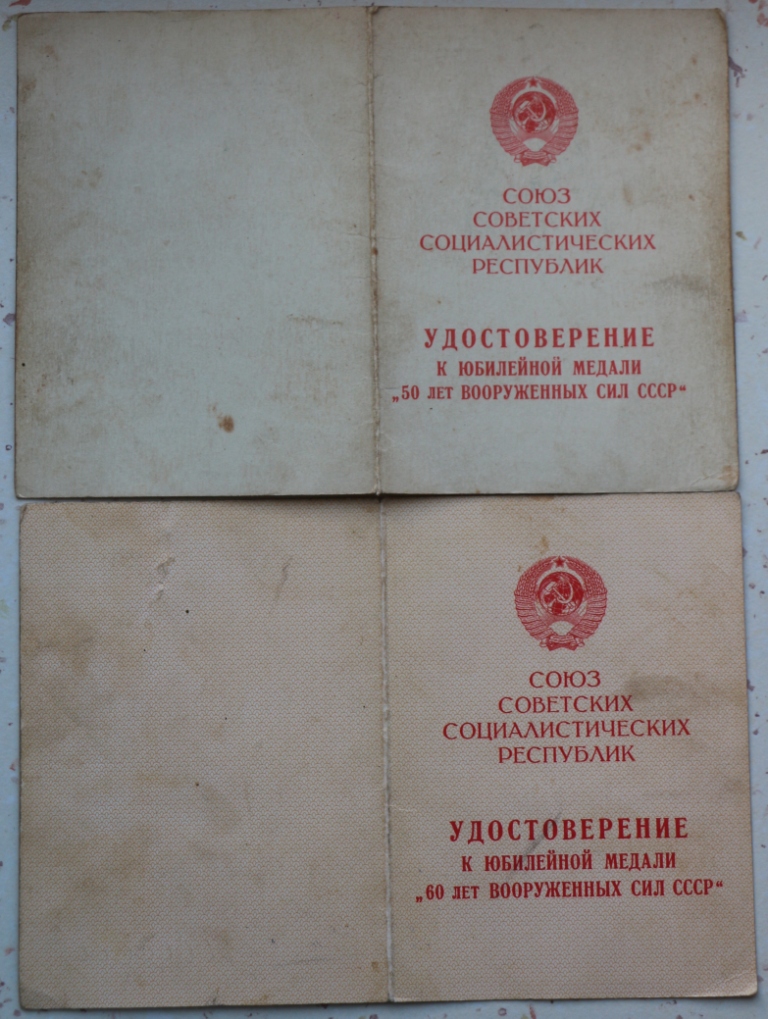 СОЮЗ
СОВЕТСКИХ
СОЦИАЛИСТИЧЕСКИХ
РЕСПУБЛИК
УДОСТОВЕРЕНИЕ
К ЮБИЛЕЙНОЙ МЕДАЛИ
„50 ЛЕТ ВООРУЖЕННЫХ СИЛ СССР“
СОЮЗ
СОВЕТСКИХ
СОЦИАЛИСТИЧЕСКИХ
РЕСПУБЛИК
УДОСТОВЕРЕНИЕ
К ЮБИЛЕЙНОЙ МЕДАЛИ
„60 ЛЕТ ВООРУЖЕННЫХ СИЛ СССР“